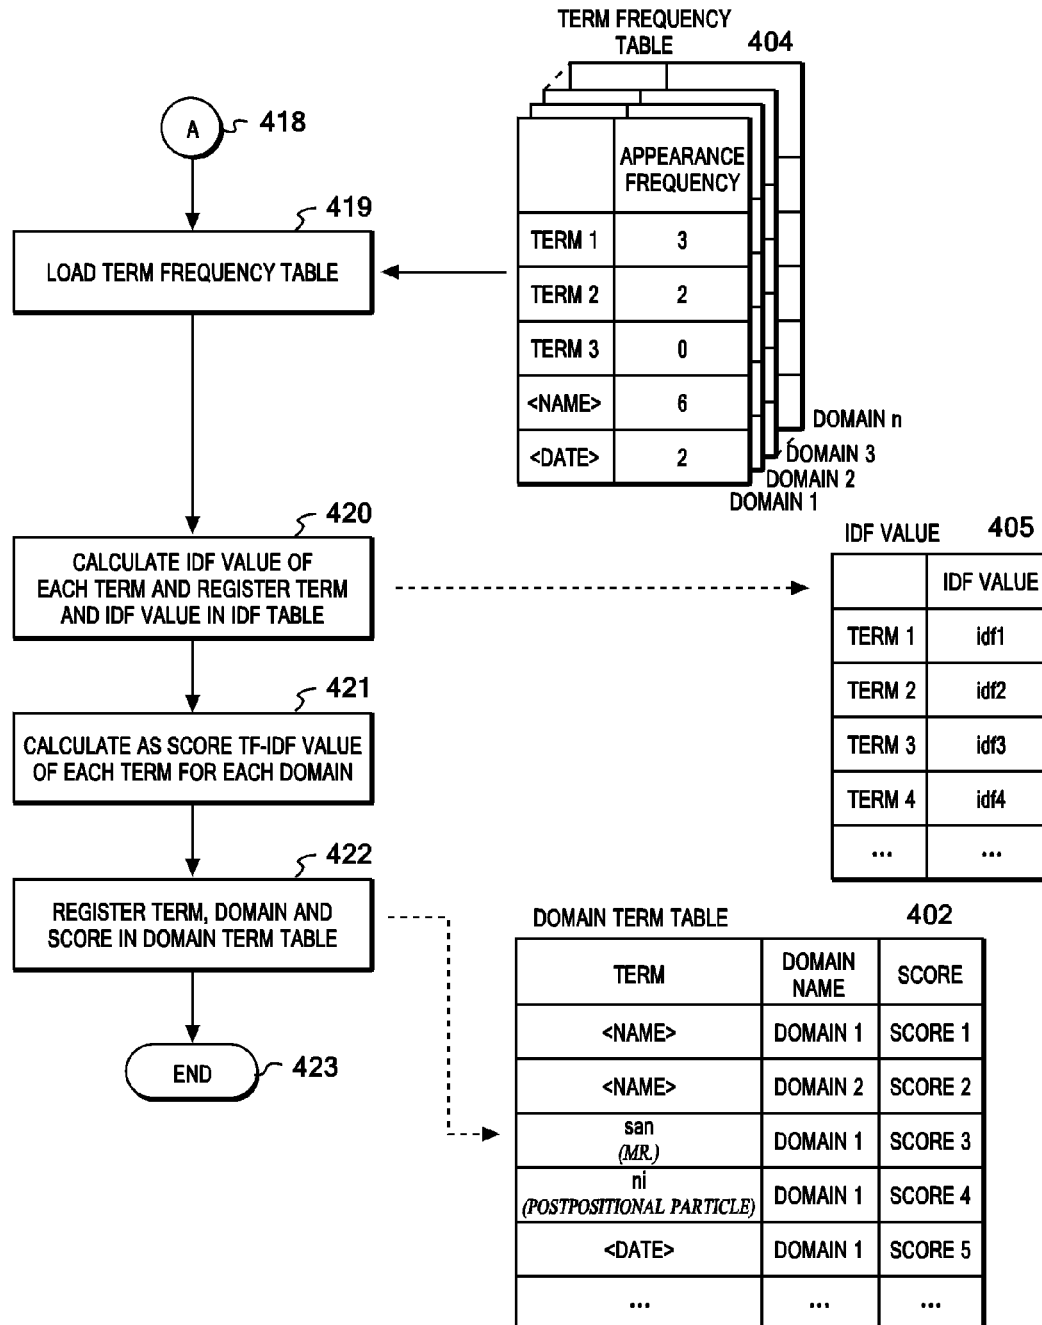 TERM FREQUENCY
TABLE 404
A 418
APPEARANCE
FREQUENCY
TERM 1 3
TERM 2 2
TERM 3 0
<NAME> 6
<DATE> 2
DOMAIN n
DOMAIN 3
DOMAIN 2
DOMAIN 1
419
LOAD TERM FREQUENCY TABLE
420
CALCULATE IDF VALUE OF
EACH TERM AND REGISTER TERM
AND IDF VALUE IN IDF TABLE
IDF VALUE 405
IDF VALUE
TERM 1 idf1
TERM 2 idf2
TERM 3 idf3
TERM 4 idf4
... ...
421
CALCULATE AS SCORE TF-IDF VALUE
OF EACH TERM FOR EACH DOMAIN
422
REGISTER TERM, DOMAIN AND
SCORE IN DOMAIN TERM TABLE
END 423
DOMAIN TERM TABLE 402
TERM DOMAIN NAME SCORE
<NAME> DOMAIN 1 SCORE 1
<NAME> DOMAIN 2 SCORE 2
san
(MR.) DOMAIN 1 SCORE 3
ni
(POSTPOSITIONAL PARTICLE) DOMAIN 1 SCORE 4
<DATE> DOMAIN 1 SCORE 5
... ... ...